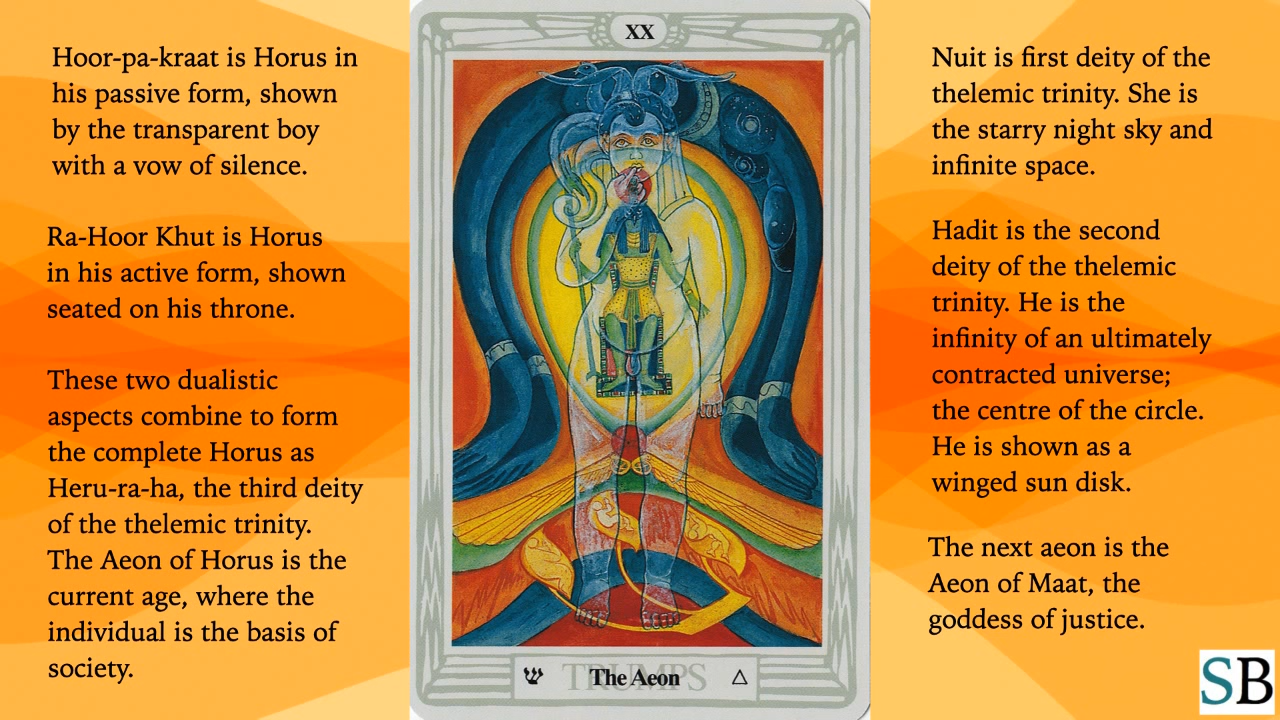 Hoor-pa-kraat is Horus in
his passive form, shown
by the transparent boy
with a vow of silence.
Ra-Hoor Khut is Horus
in his active form, shown
seated on his throne.
These two dualistic
aspects combine to form
the complete Horus as
Heru-ra-ha, the third deity
of the thelemic trinity.
The Aeon of Horus is the
current age, where the
individual is the basis of
society.
XX
ש TRUMPS The Aeon △
Nuit is first deity of the
thelemic trinity. She is
the starry night sky and
infinite space.
Hadit is the second
deity of the thelemic
trinity. He is the
infinity of an ultimately
contracted universe;
the centre of the circle.
He is shown as a
winged sun disk.
The next aeon is the
Aeon of Maat, the
goddess of justice.
SB